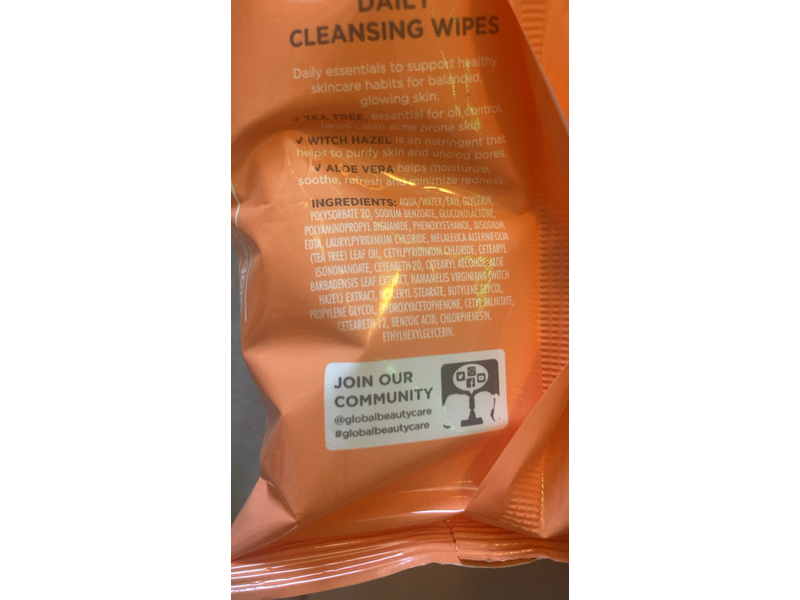 DAILY
CLEANSING WIPES
Daily essentials to support healthy
skincare habits for balanced,
glowing skin.
√ TEA TREE, essential for oil control,
helps clean acne prone skin.
√ WITCH HAZEL is an astringent that
helps to purify skin and unclog pores.
√ ALOE VERA helps moisturize,
soothe, refresh and minimize redness.
INGREDIENTS: AQUA/WATER/EAU, GLYCERIN,
POLYSORBATE 20, SODIUM BENZOATE, GLUCONOLACTONE,
POLYAMINOPROPYL BIGUANIDE, PHENOXYETHANOL, DISODIUM
EDTA, LAURYLPYRIDINIUM CHLORIDE, MELALEUCA ALTERNIFOLIA
(TEA TREE) LEAF OIL, CETYLPYRIDINIUM CHLORIDE, CETEARYL
ISONONANOATE, CETEARETH-20, CETEARYL ALCOHOL, ALOE
BARBADENSIS LEAF EXTRACT, HAMAMELIS VIRGINIANA (WITCH
HAZEL) EXTRACT, GLYCERYL STEARATE, BUTYLENE GLYCOL,
PROPYLENE GLYCOL, HYDROXYACETOPHENONE, CETYL PALMITATE,
CETEARETH-12, BENZOIC ACID, CHLORPHENESIN,
ETHYLHEXYLGLYCERIN.
JOIN OUR
COMMUNITY
@globalbeautycare
#globalbeautycare